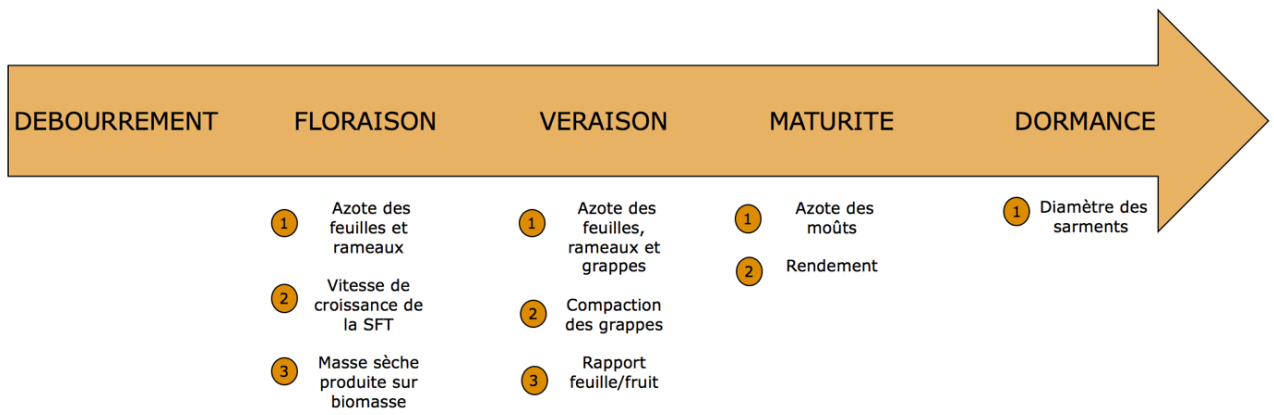 DEBOURREMENT
FLORAISON
VERAISON
MATURITE
DORMANCE
1
Azote des
feuilles et
rameaux
2
Vitesse de
croissance de
la SFT
3
Masse sèche
produite sur
biomasse
1
Azote des
feuilles,
rameaux et
grappes
2
Compaction
des grappes
3
Rapport
feuille/fruit
1
Azote des
moûts
2
Rendement
1
Diamètre des
sarments